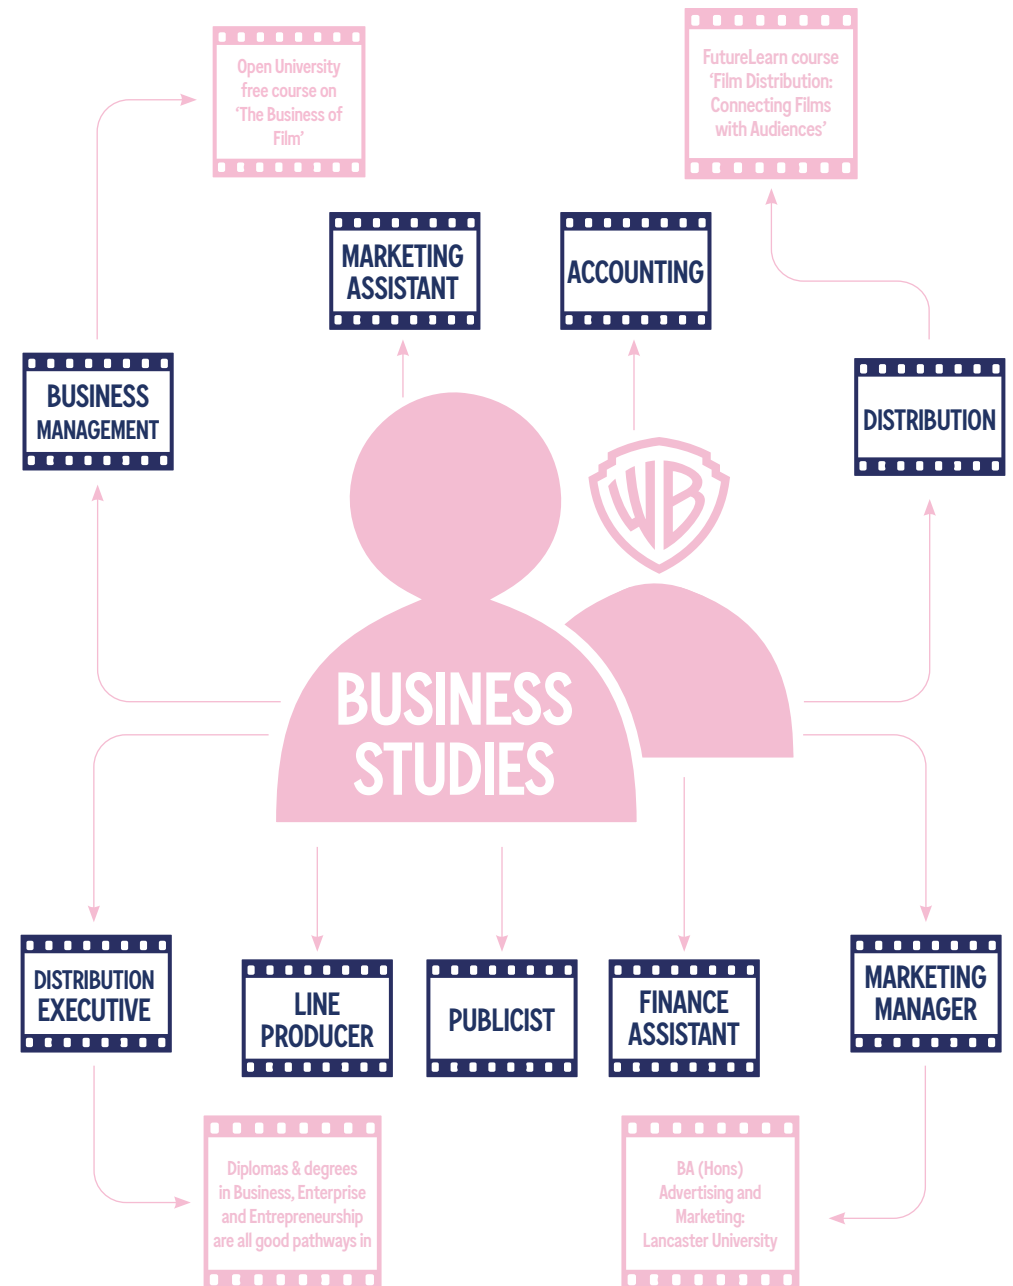 Open University
free course on
‘The Business of
Film’
FutureLearn course
‘Film Distribution:
Connecting Films
with Audiences’
MARKETING
ASSISTANT
ACCOUNTING
BUSINESS
MANAGEMENT
DISTRIBUTION
WB
BUSINESS
STUDIES
DISTRIBUTION
EXECUTIVE
LINE
PRODUCER
PUBLICIST
FINANCE
ASSISTANT
MARKETING
MANAGER
Diplomas & degrees
in Business, Enterprise
and Entrepreneurship
are all good pathways in
BA (Hons)
Advertising and
Marketing:
Lancaster University